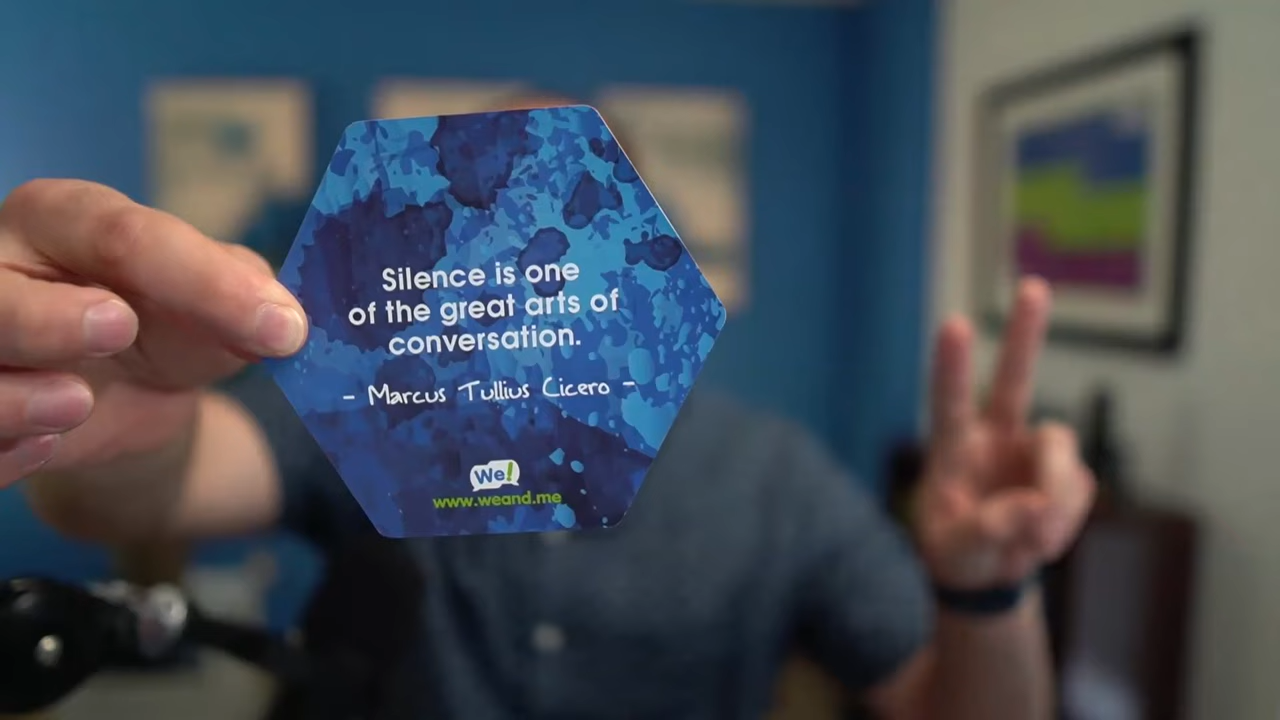 Silence is one
of the great arts of
conversation.
- Marcus Tullius Cicero -
We!
www.weand.me